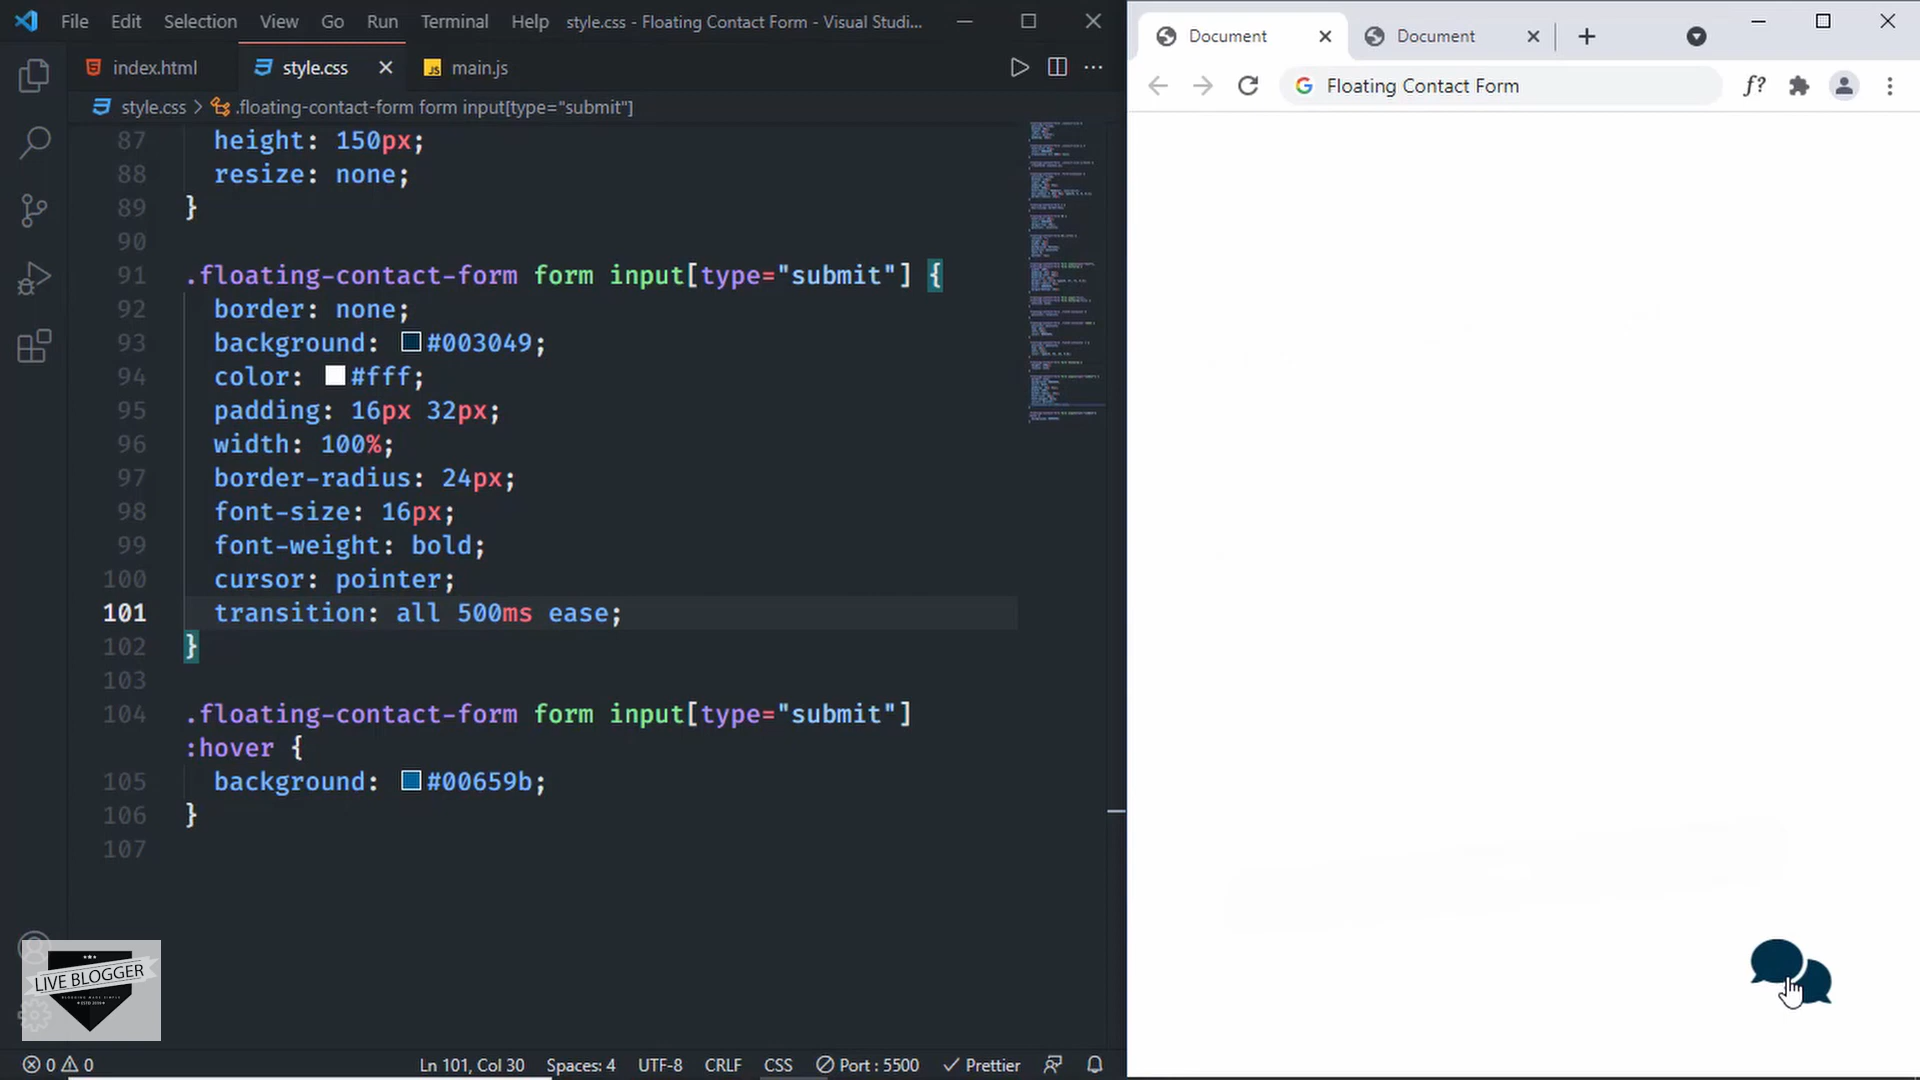 File Edit Selection View Go Run Terminal Help style.css - Floating Contact Form - Visual Studi...
index.html style.css main.js
style.css > .floating-contact-form form input[type="submit"]
87 height: 150px;
88 resize: none;
89 }
90
91 .floating-contact-form form input[type="submit"] {
92 border: none;
93 background: #003049;
94 color: #fff;
95 padding: 16px 32px;
96 width: 100%;
97 border-radius: 24px;
98 font-size: 16px;
99 font-weight: bold;
100 cursor: pointer;
101 transition: all 500ms ease;
102 }
103
104 .floating-contact-form form input[type="submit"]
:hover {
105 background: #00659b;
106 }
107
LIVE BLOGGER
0 0 Ln 101, Col 30 Spaces: 4 UTF-8 CRLF CSS Port : 5500 Prettier
Document Document
Floating Contact Form f?